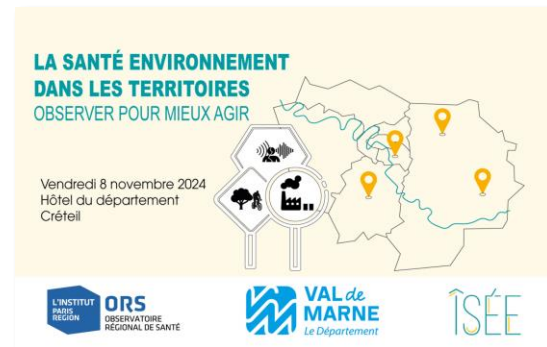 LA SANTÉ ENVIRONNEMENT
DANS LES TERRITOIRES
OBSERVER POUR MIEUX AGIR
Vendredi 8 novembre 2024
Hôtel du département
Créteil
L'INSTITUT
PARIS
REGION
ORS
OBSERVATOIRE
RÉGIONAL DE SANTÉ
VAL de
MARNE
Le Département
ÎSÉE